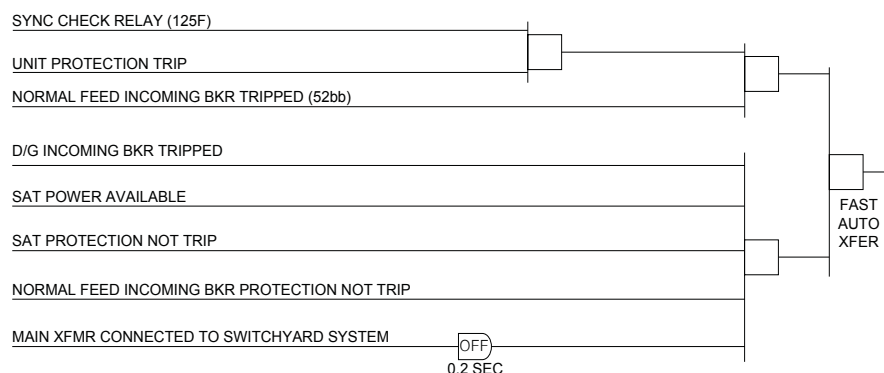 SYNC CHECK RELAY (125F)
UNIT PROTECTION TRIP
NORMAL FEED INCOMING BKR TRIPPED (52bb)
D/G INCOMING BKR TRIPPED
SAT POWER AVAILABLE
SAT PROTECTION NOT TRIP
NORMAL FEED INCOMING BKR PROTECTION NOT TRIP
MAIN XFMR CONNECTED TO SWITCHYARD SYSTEM
OFF
0.2 SEC
FAST
AUTO
XFER